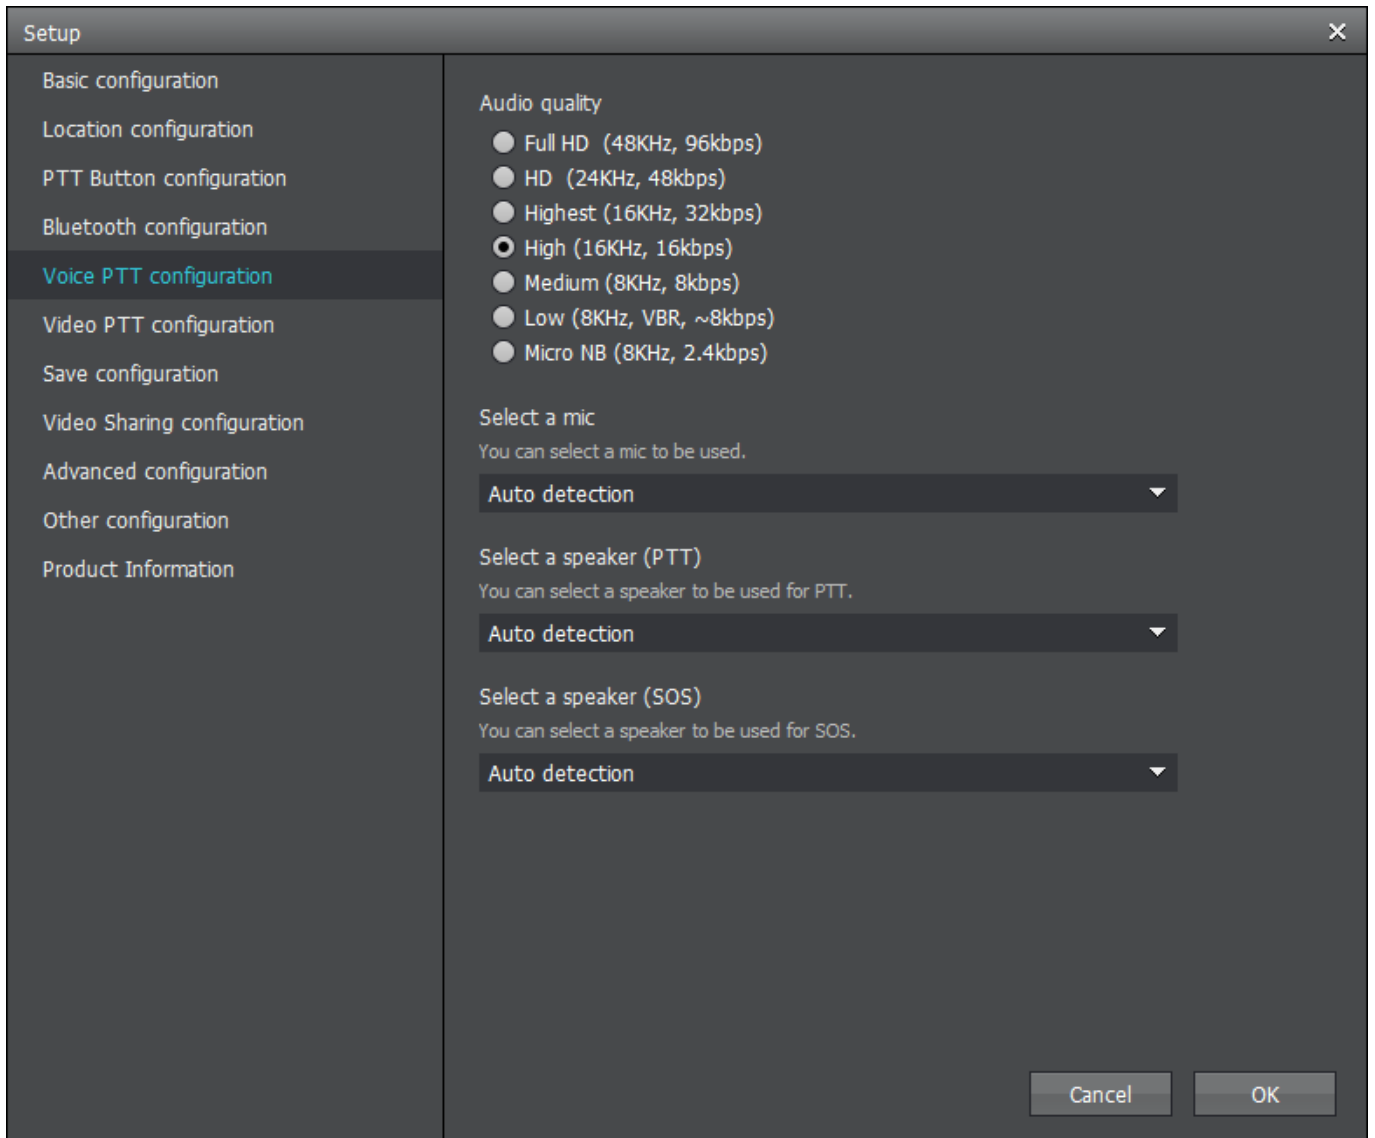 Setup
Basic configuration
Location configuration
PTT Button configuration
Bluetooth configuration
Voice PTT configuration
Video PTT configuration
Save configuration
Video Sharing configuration
Advanced configuration
Other configuration
Product Information
Audio quality
Full HD (48KHz, 96kbps)
HD (24KHz, 48kbps)
Highest (16KHz, 32kbps)
High (16KHz, 16kbps)
Medium (8KHz, 8kbps)
Low (8KHz, VBR, ~8kbps)
Micro NB (8KHz, 2.4kbps)
Select a mic
You can select a mic to be used.
Auto detection
Select a speaker (PTT)
You can select a speaker to be used for PTT.
Auto detection
Select a speaker (SOS)
You can select a speaker to be used for SOS.
Auto detection
Cancel
OK